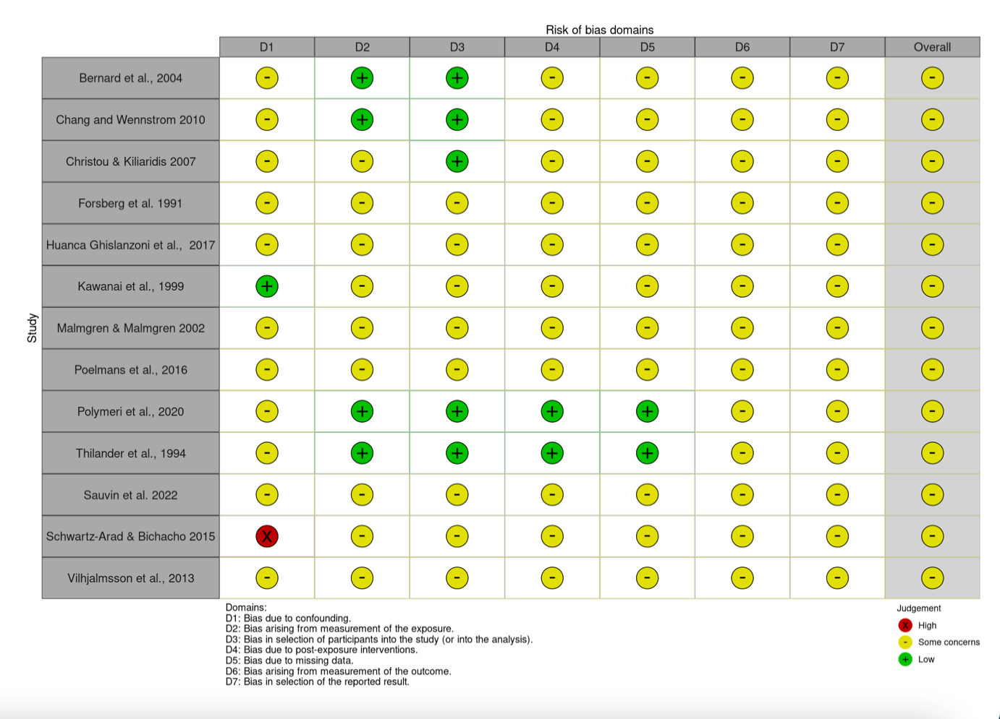 Risk of bias domains
D1 D2 D3 D4 D5 D6 D7 Overall
Study
Bernard et al., 2004 - + + - - - - -
Chang and Wennstrom 2010 - + + - - - - -
Christou & Kiliaridis 2007 - - + - - - - -
Forsberg et al. 1991 - - - - - - - -
Huanca Ghislanzoni et al., 2017 - - - - - - - -
Kawanai et al., 1999 + - - - - - - -
Malmgren & Malmgren 2002 - - - - - - - -
Poelmans et al., 2016 - - - - - - - -
Polymeri et al., 2020 - + + + + - - -
Thilander et al., 1994 - + + + + - - -
Sauvin et al. 2022 - - - - - - - -
Schwartz-Arad & Bichacho 2015 X - - - - - - -
Vilhjalmsson et al., 2013 - - - - - - - -
Domains:
D1: Bias due to confounding.
D2: Bias arising from measurement of the exposure.
D3: Bias in selection of participants into the study (or into the analysis).
D4: Bias due to post-exposure interventions.
D5: Bias due to missing data.
D6: Bias arising from measurement of the outcome.
D7: Bias in selection of the reported result.
Judgement
X High
- Some concerns
+ Low